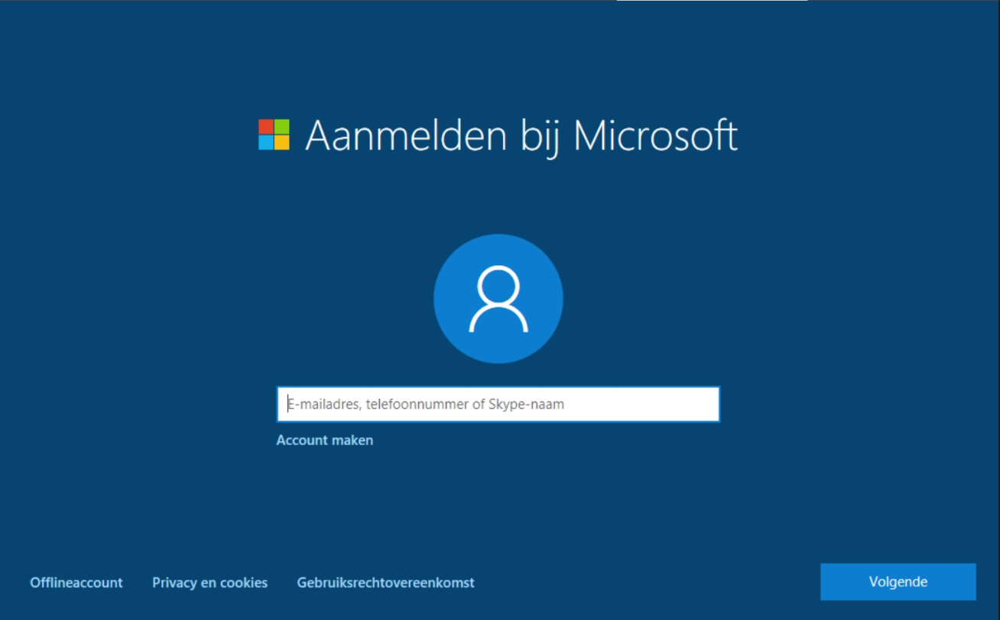 Aanmelden bij Microsoft
E-mailadres, telefoonnummer of Skype-naam
Account maken
Offlineaccount
Privacy en cookies
Gebruiksrechtovereenkomst
Volgende